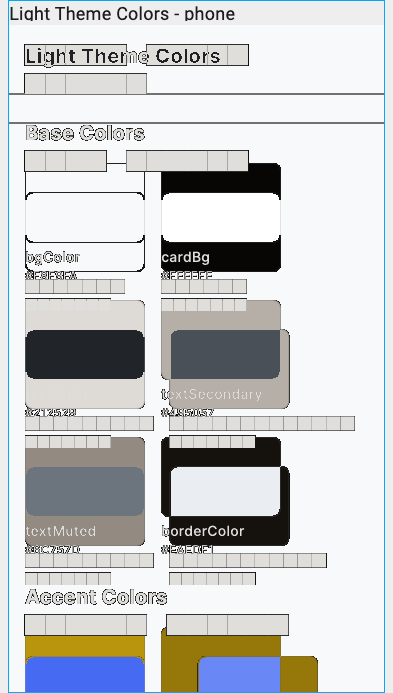 Light Theme Colors - phone
Light Theme Colors
Base Colors
bgColor cardBg
#F8F9FA #FFFFFF
textSecondary
#212529 #495057
textMuted borderColor
#6C757D
Accent Colors